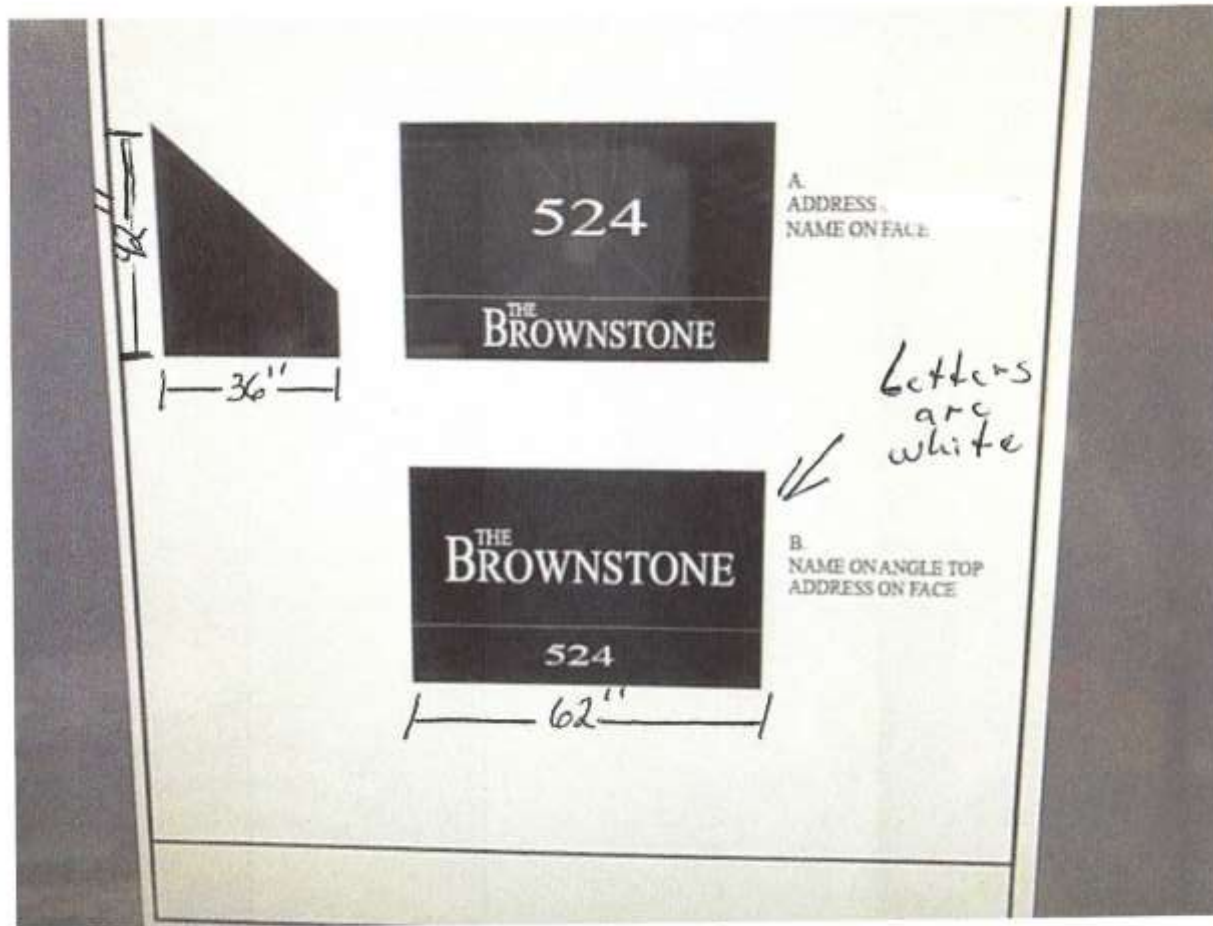 42"
36"
524
THE
BROWNSTONE
A.
ADDRESS
NAME ON FACE
Letters
are
white
THE
BROWNSTONE
524
62"
B.
NAME ON ANGLE TOP
ADDRESS ON FACE